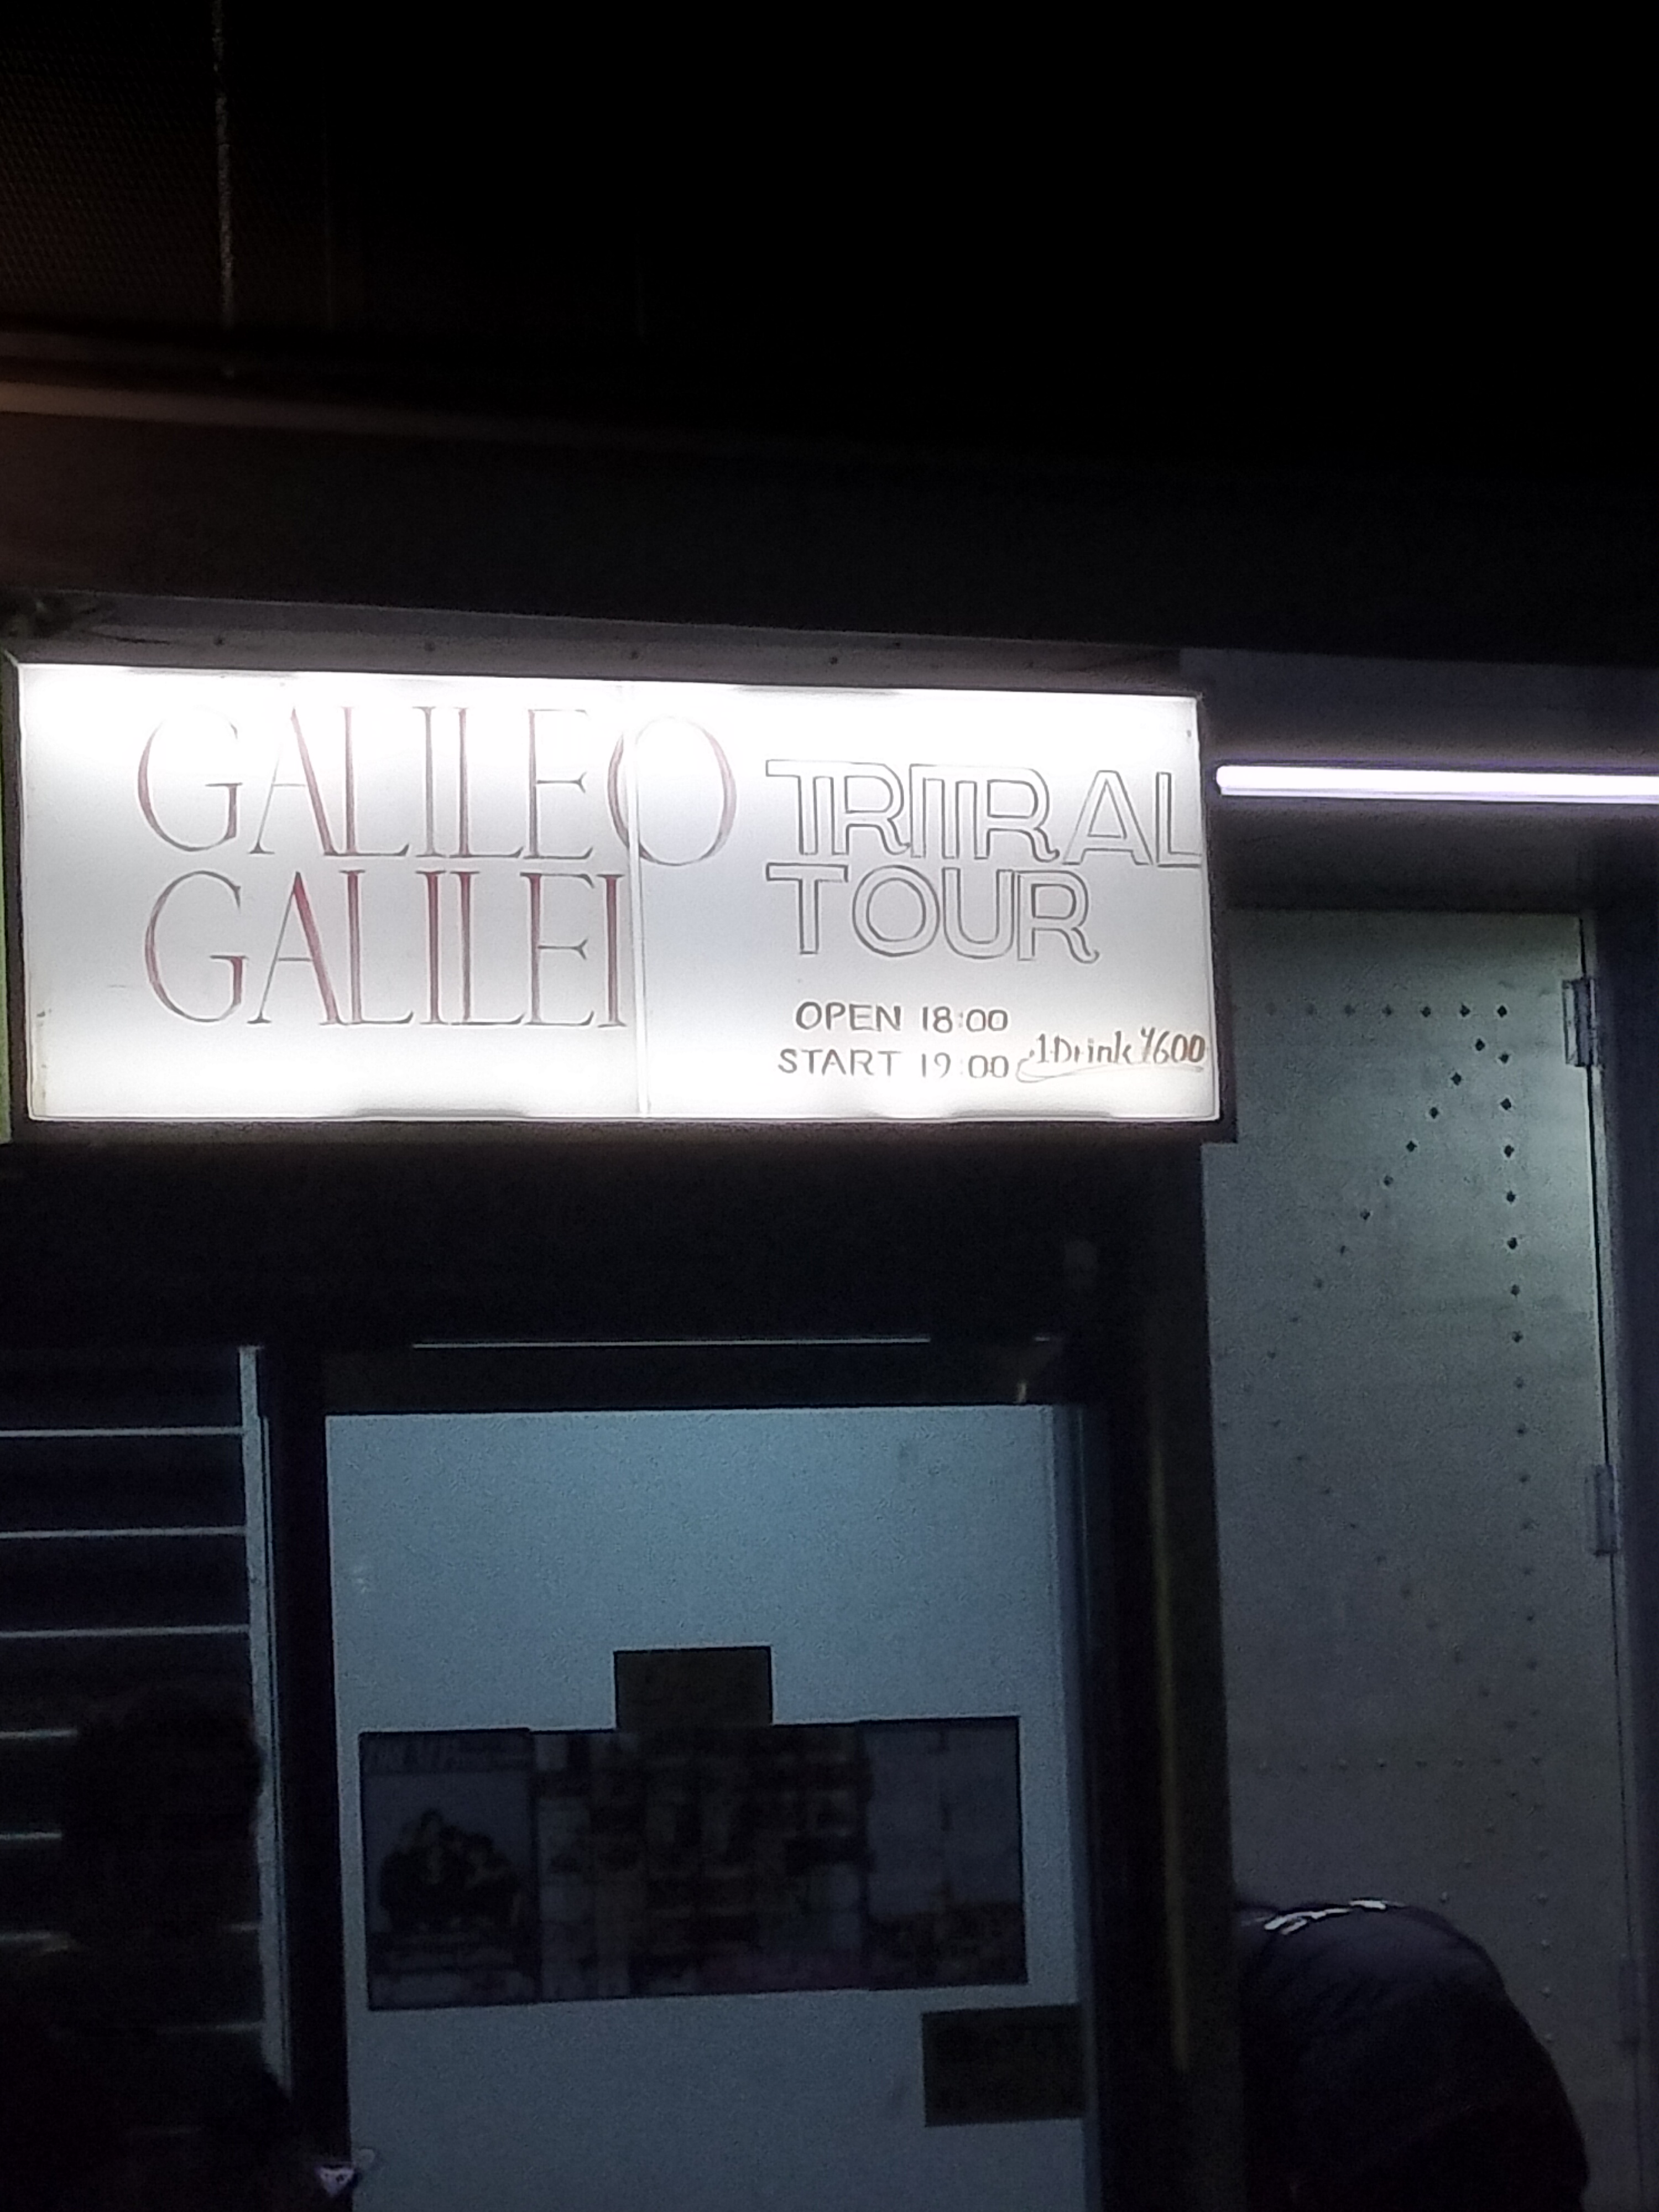 GALILEO
GALILEI
TRITRAL
TOUR
OPEN 18:00
START 19:00
1Drink ¥600